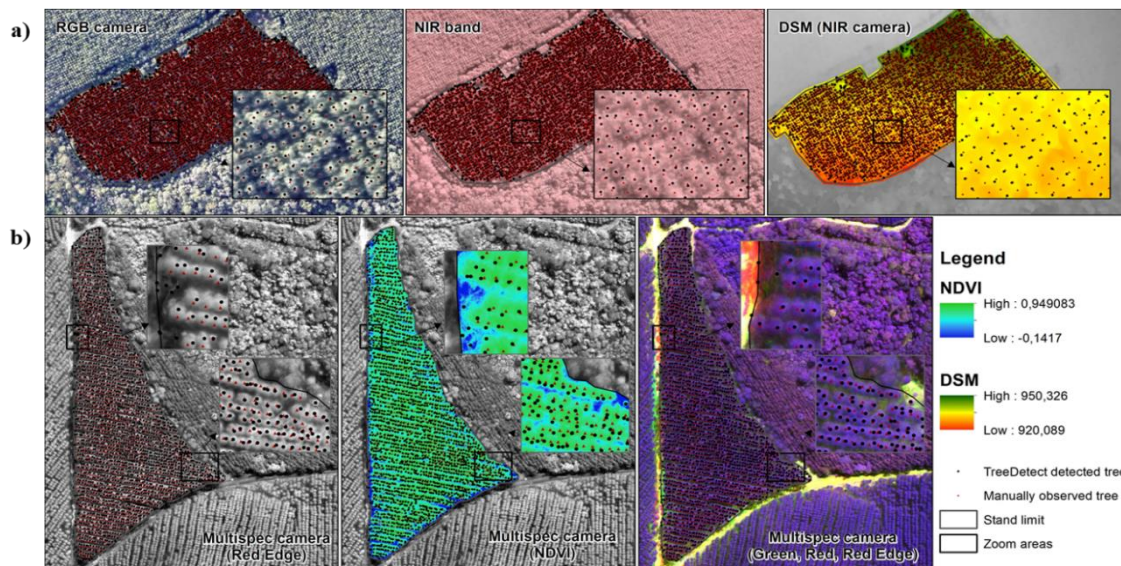 a)
RGB camera
NIR band
DSM (NIR camera)
b)
Multispec camera
(Red Edge)
Multispec camera
(NDVI)
Multispec camera
(Green, Red, Red Edge)
Legend
NDVI
High : 0,949083
Low : -0,1417
DSM
High : 950,326
Low : 920,089
TreeDetect detected tre
Manually observed tree
Stand limit
Zoom areas